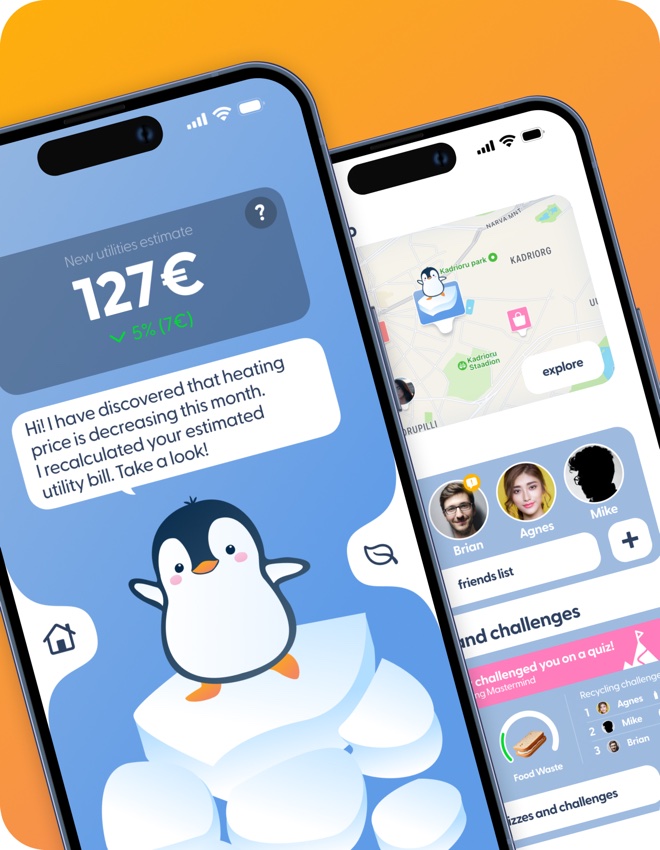 New utilities estimate
?
127€
5% (7€)
Hi! I have discovered that heating
price is decreasing this month.
I recalculated your estimated
utility bill. Take a look!
NARVA MNT
Kadrioru park
KADRIORG
Kadrioru
Staadion
explore
Brian
Agnes
Mike
friends list
+
and challenges
challenged you on a quiz!
Mastermind
Food Waste
Recycling challenge
1 Agnes
2 Mike
3 Brian
izzes and challenges